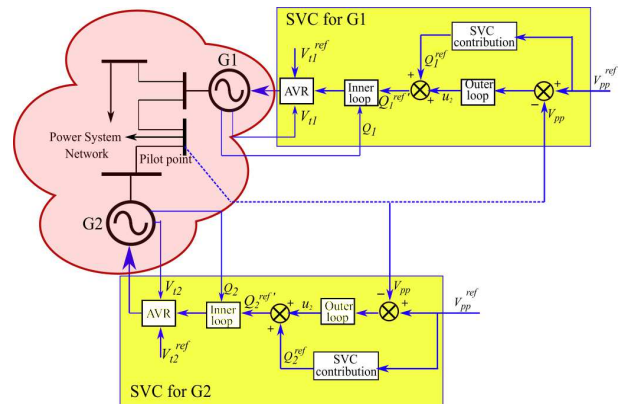 SVC for G1
V_t1^ref
G1
SVC contribution
Q_1^ref
V_pp^ref
AVR
Inner loop
Q_1^ref'
+
+
u_2
Outer loop
+
−
V_pp
V_t1
Q_1
Power System Network
Pilot point
G2
V_t2
Q_2
V_pp
Q_2^ref'
V_pp^ref
AVR
Inner loop
+
+
u_2
Outer loop
−
+
V_t2^ref
Q_2^ref
SVC contribution
SVC for G2